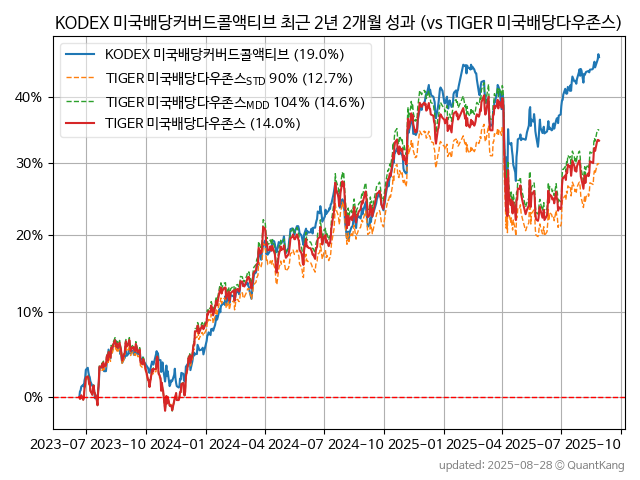 KODEX 미국배당커버드콜액티브 최근 2년 2개월 성과 (vs TIGER 미국배당다우존스)
KODEX 미국배당커버드콜액티브 (19.0%)
TIGER 미국배당다우존스STD 90% (12.7%)
TIGER 미국배당다우존스MDD 104% (14.6%)
TIGER 미국배당다우존스 (14.0%)
40%
30%
20%
10%
0%
2023-07 2023-10 2024-01 2024-04 2024-07 2024-10 2025-01 2025-04 2025-07 2025-10
updated: 2025-08-28 © QuantKang